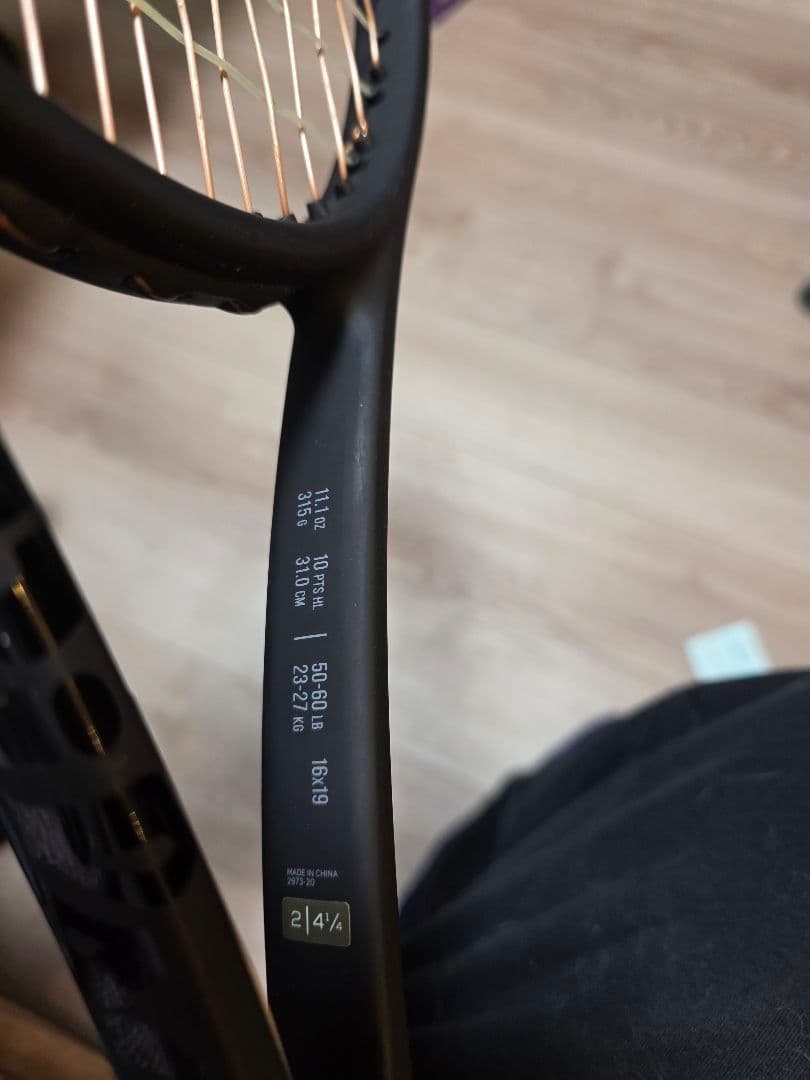 11.1 OZ 10 PTS HL | 50-60 LB 16x19
315 G 31.0 CM 23-27 KG
MADE IN CHINA
2973-20
2|4¼